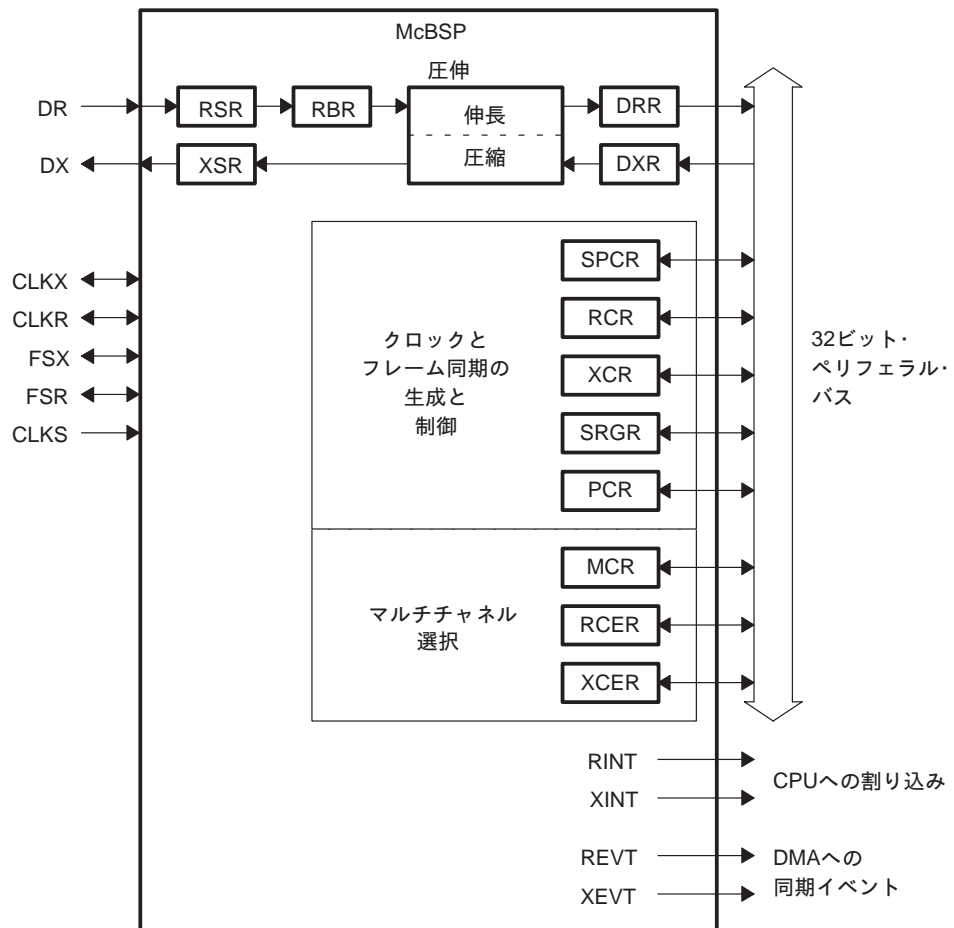 McBSP
圧伸
DR
RSR
RBR
伸長
DRR
DX
XSR
圧縮
DXR
CLKX
CLKR
FSX
FSR
CLKS
クロックと
フレーム同期の
生成と
制御
SPCR
RCR
XCR
SRGR
PCR
32ビット・
ペリフェラル・
バス
マルチチャネル
選択
MCR
RCER
XCER
RINT
XINT
CPUへの割り込み
REVT
XEVT
DMAへの
同期イベント